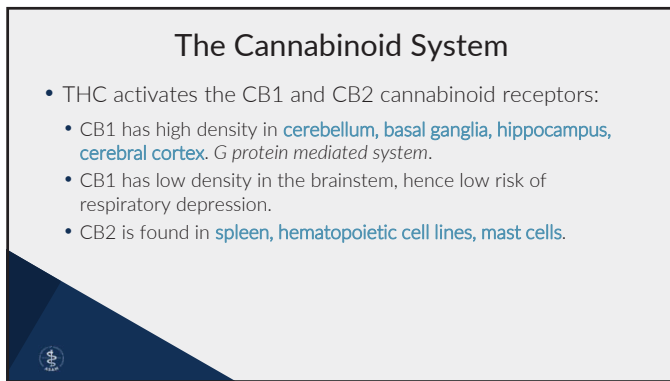 The Cannabinoid System
• THC activates the CB1 and CB2 cannabinoid receptors:
• CB1 has high density in cerebellum, basal ganglia, hippocampus,
cerebral cortex. G protein mediated system.
• CB1 has low density in the brainstem, hence low risk of
respiratory depression.
• CB2 is found in spleen, hematopoietic cell lines, mast cells.
ASAM